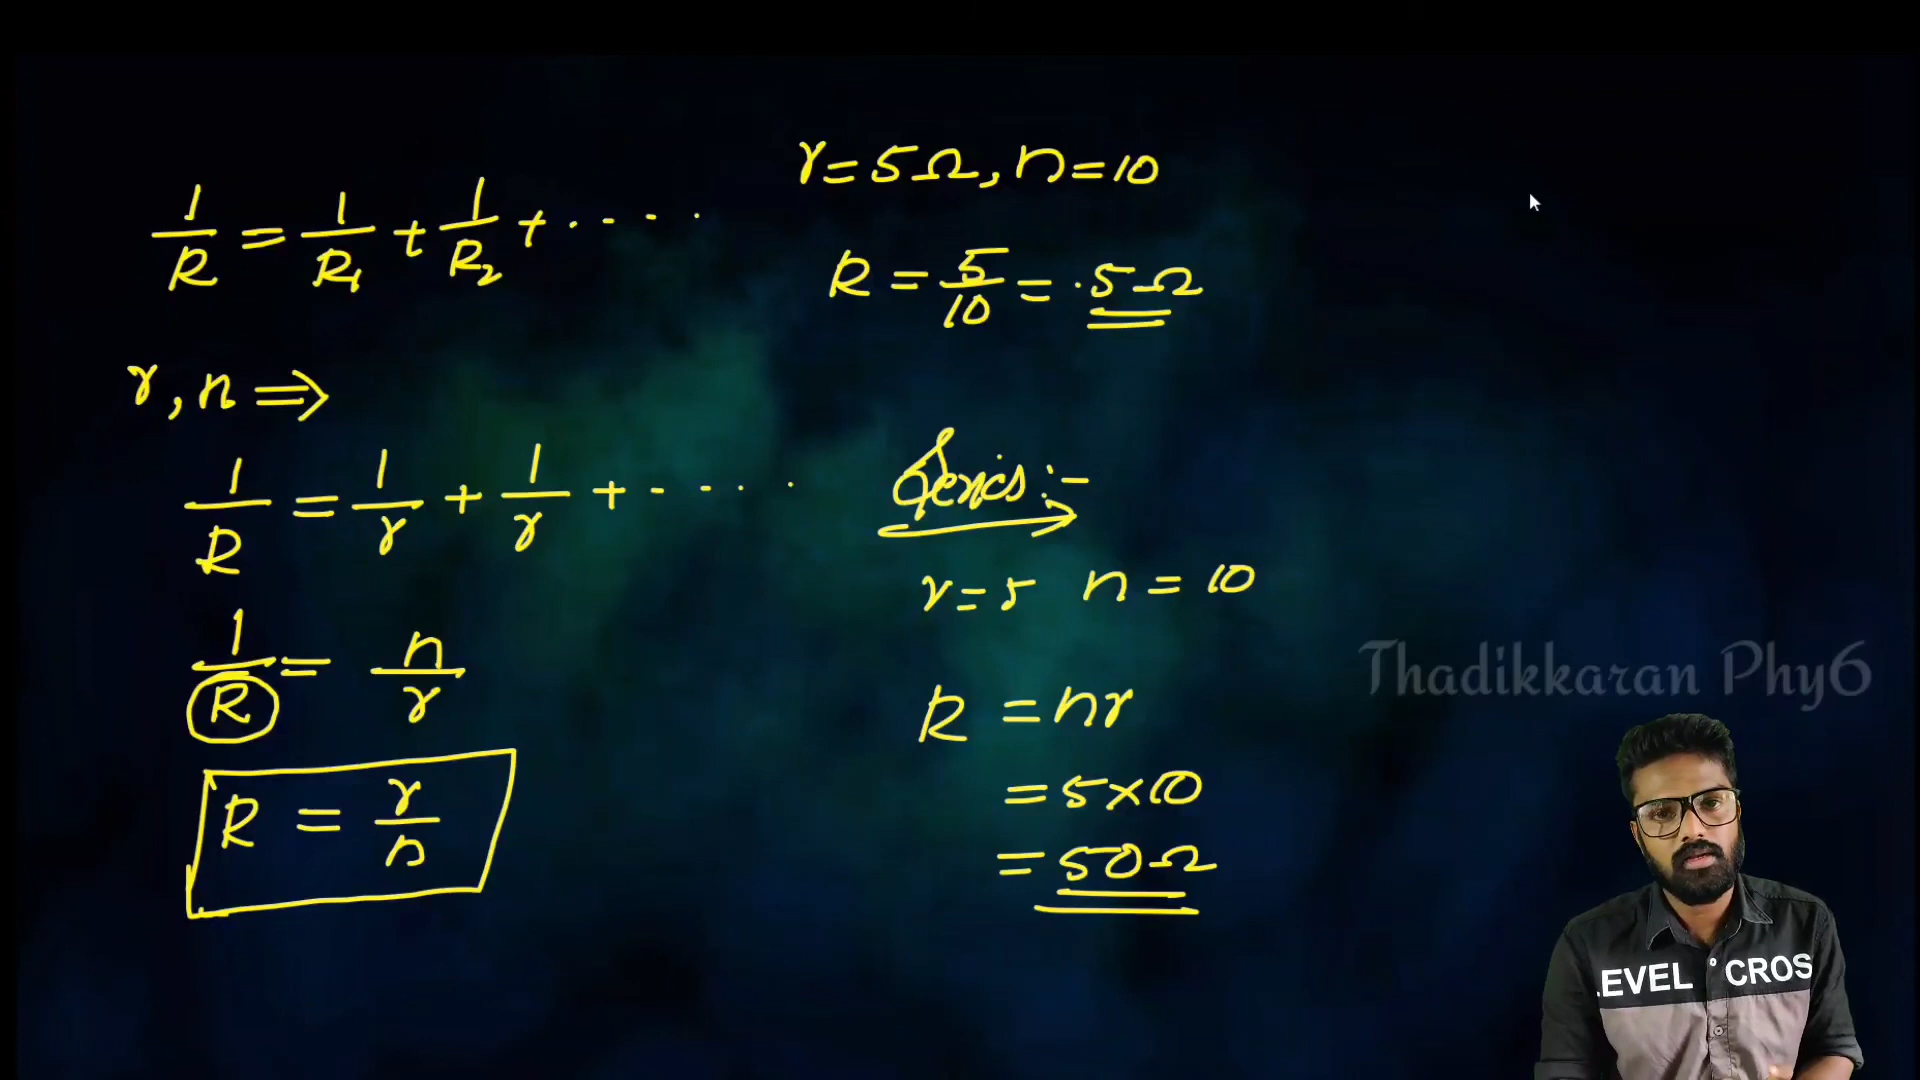 1/R = 1/R1 + 1/R2 + ....
r, n ⇒
1/R = 1/r + 1/r + .....
1/R = n/r
R = r/n
r = 5Ω, n = 10
R = 5/10 = .5Ω
Series :-
r = 5 n = 10
R = nr
= 5 × 10
= 50Ω
Thadikkaran Phy6
LEVEL CROS